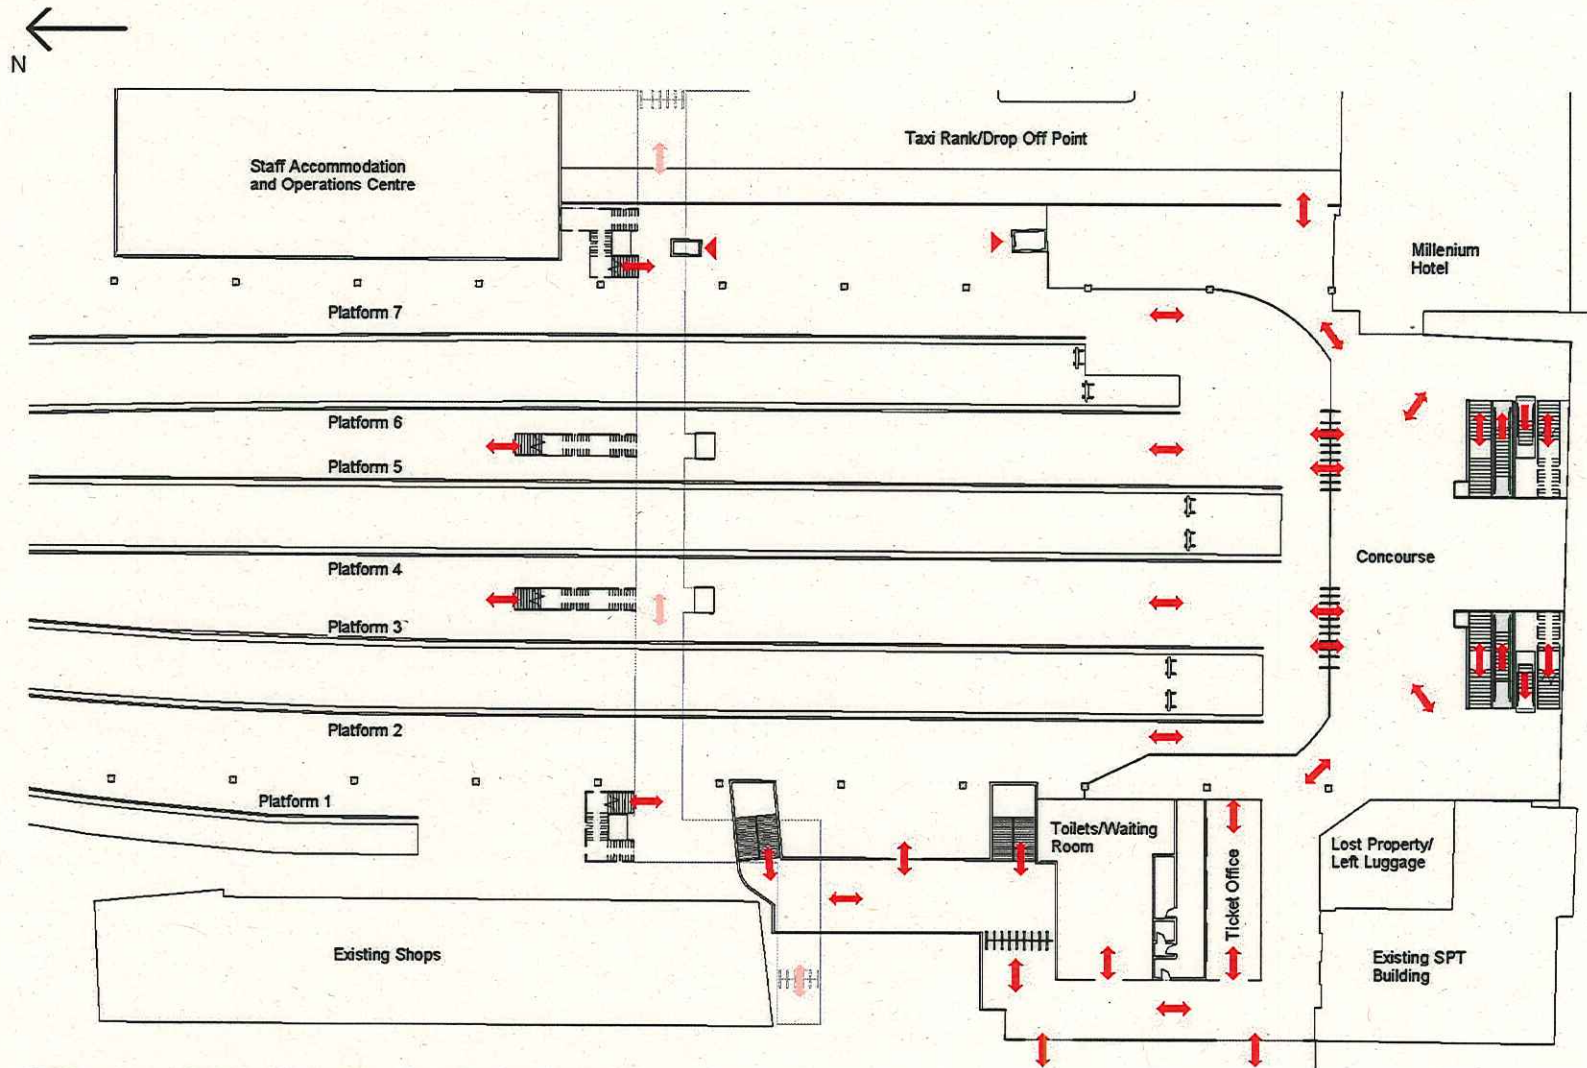 N
Taxi Rank/Drop Off Point
Staff Accommodation
and Operations Centre
Millenium
Hotel
Platform 7
Platform 6
Platform 5
Concourse
Platform 4
Platform 3
Platform 2
Platform 1
Toilets/Waiting
Room
Lost Property/
Left Luggage
Ticket Office
Existing Shops
Existing SPT
Building